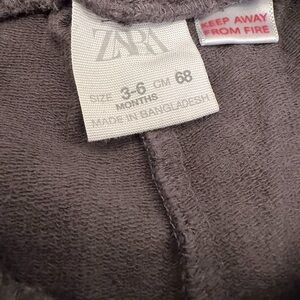 ZARA
SIZE 3-6 MONTHS CM 68
MADE IN BANGLADESH
KEEP AWAY
FROM FIRE